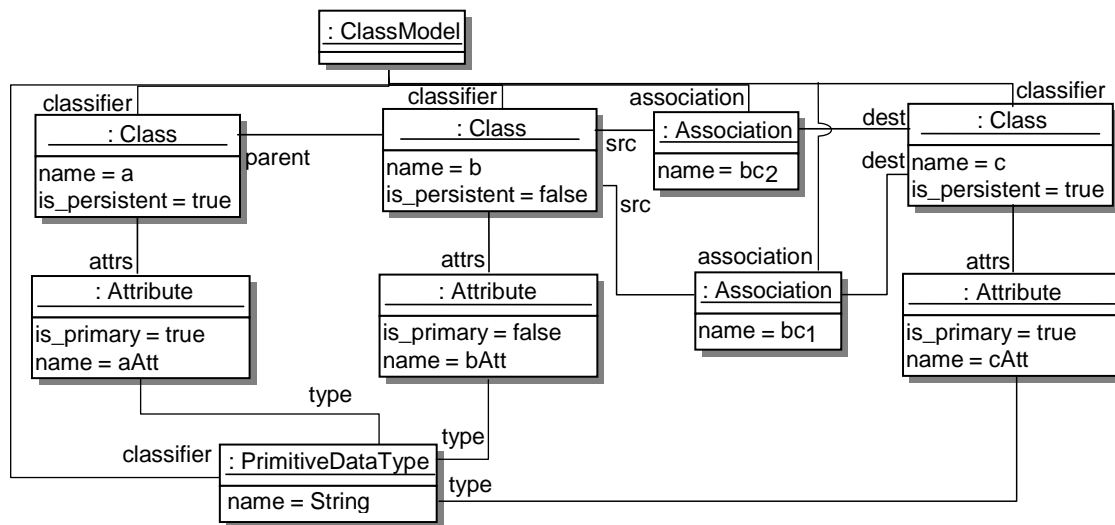 : ClassModel
classifier
classifier
association
classifier
: Class
name = a
is_persistent = true
parent
: Class
name = b
is_persistent = false
src
src
: Association
name = bc2
dest
dest
: Class
name = c
is_persistent = true
attrs
: Attribute
is_primary = true
name = aAtt
attrs
: Attribute
is_primary = false
name = bAtt
association
: Association
name = bc1
attrs
: Attribute
is_primary = true
name = cAtt
type
type
type
classifier
: PrimitiveDataType
name = String